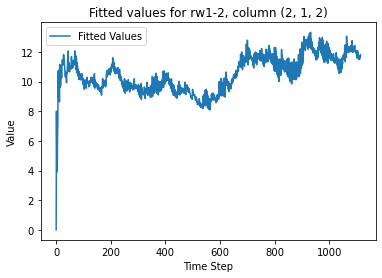 Fitted values for rw1-2, column (2, 1, 2)
Fitted Values
Value
12
10
8
6
4
2
0
0 200 400 600 800 1000
Time Step